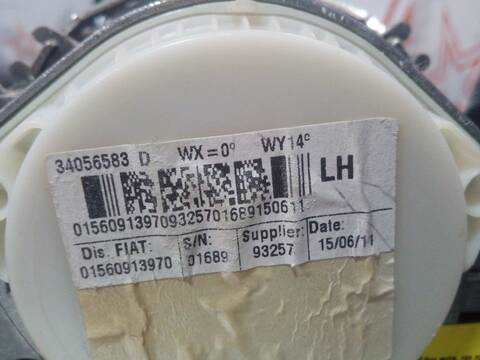 34056583 D WX=0° WY14°
LH
015609139709325701689150611
Dis. FIAT: S/N: Supplier: Date:
01560913970 01689 93257 15/06/11